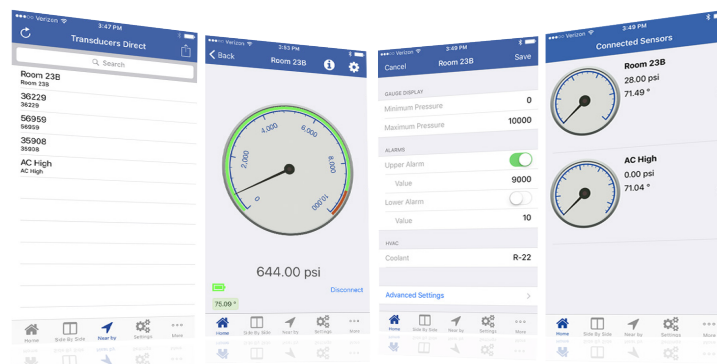 Verizon
3:47 PM
Transducers Direct
Search
Room 23B
Room 23B
36229
36229
56959
56959
35908
35908
AC High
AC High
Home
Side By Side
Near by
Settings
More
Verizon
3:53 PM
Back
Room 23B
0
2,000
4,000
6,000
8,000
10,000
644.00 psi
Disconnect
75.09 °
Home
Side By Side
Near by
Settings
More
Verizon
3:49 PM
Cancel
Room 23B
Save
GAUGE DISPLAY
Minimum Pressure 0
Maximum Pressure 10000
ALARMS
Upper Alarm
Value 9000
Lower Alarm
Value 10
HVAC
Coolant R-22
Advanced Settings
Home
Side By Side
Near by
Settings
More
Verizon
3:49 PM
Connected Sensors
Room 23B
28.00 psi
71.49 °
AC High
0.00 psi
71.04 °
Home
Side By Side
Near by
Settings
More